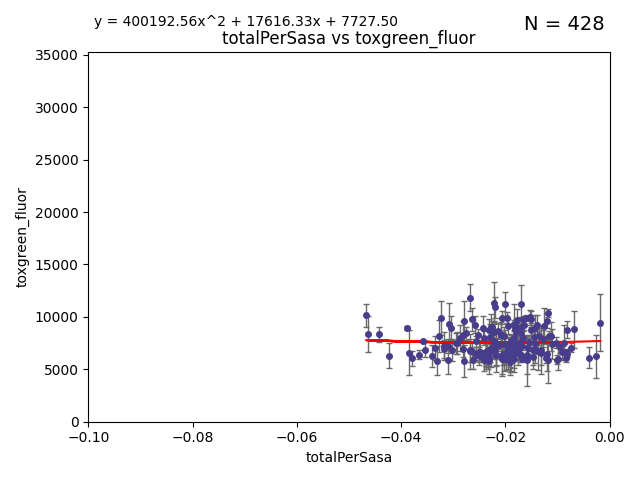 y = 400192.56x^2 + 17616.33x + 7727.50
N = 428
totalPerSasa vs toxgreen_fluor
35000
30000
25000
20000
15000
10000
5000
0
toxgreen_fluor
−0.10 −0.08 −0.06 −0.04 −0.02 0.00
totalPerSasa